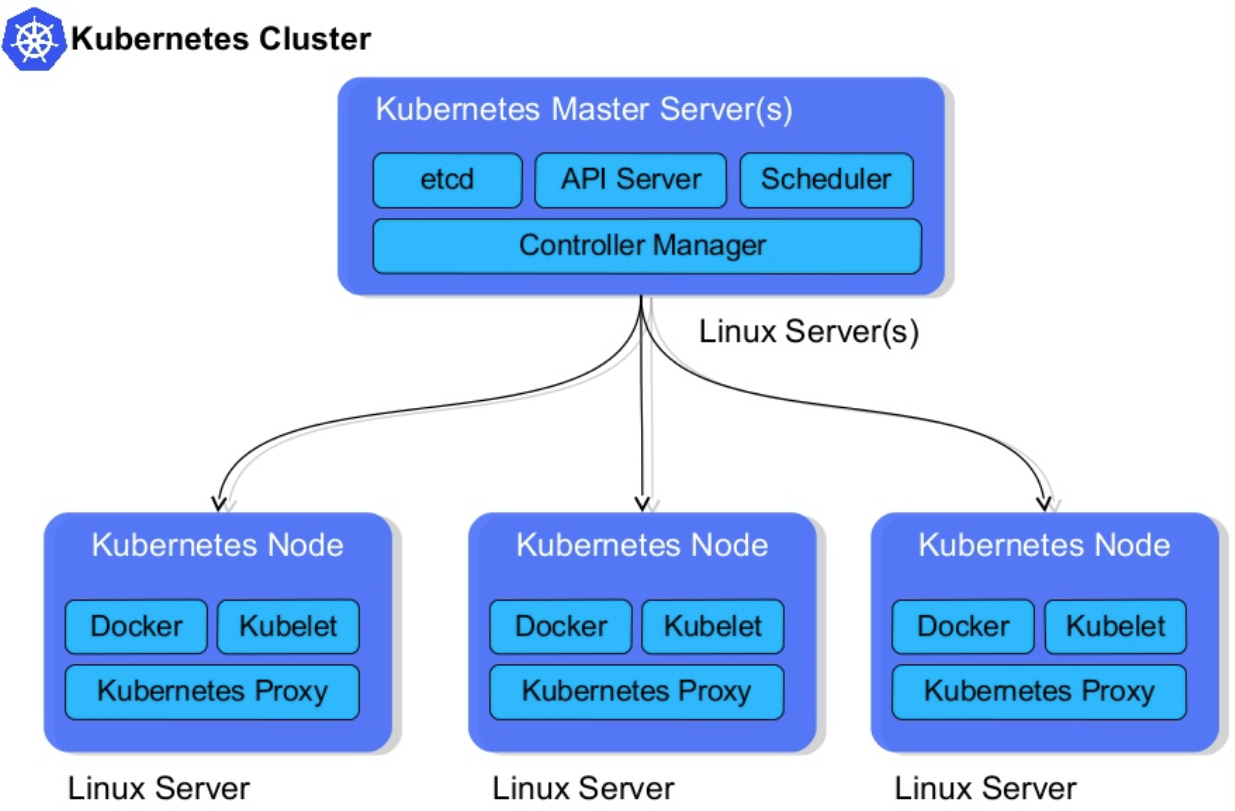 Kubernetes Cluster
Kubernetes Master Server(s)
etcd API Server Scheduler
Controller Manager
Linux Server(s)
Kubernetes Node Kubernetes Node Kubernetes Node
Docker Kubelet Docker Kubelet Docker Kubelet
Kubernetes Proxy Kubernetes Proxy Kubernetes Proxy
Linux Server Linux Server Linux Server